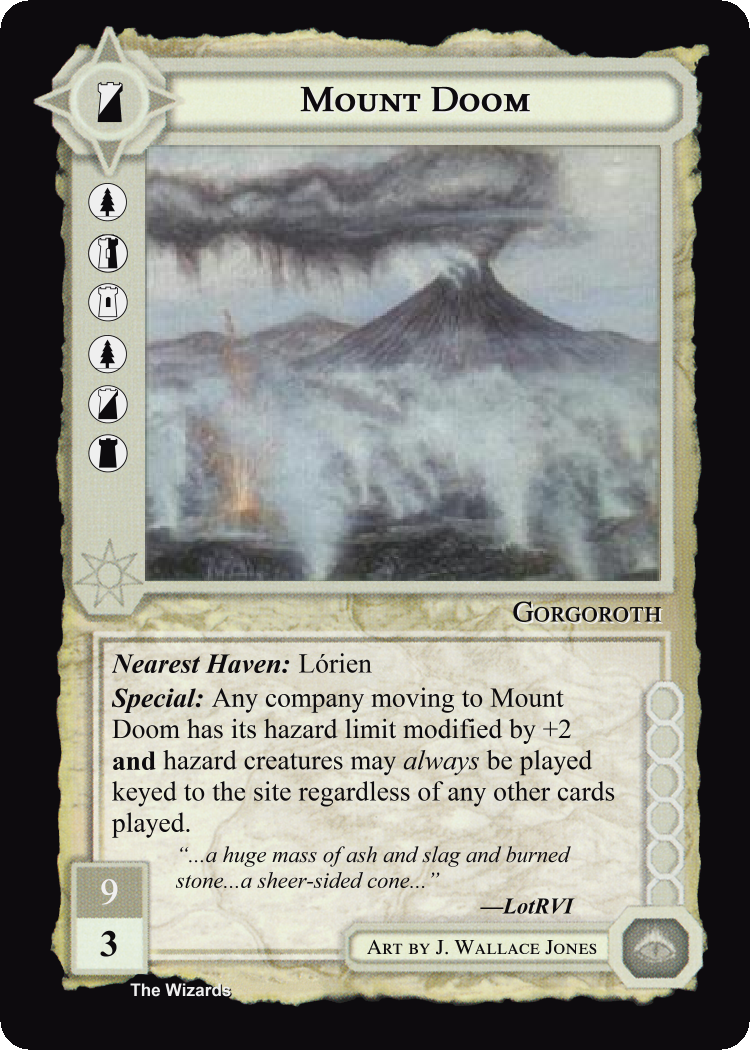 Mount Doom
Gorgoroth
Nearest Haven: Lórien
Special: Any company moving to Mount
Doom has its hazard limit modified by +2
and hazard creatures may always be played
keyed to the site regardless of any other cards
played.
“...a huge mass of ash and slag and burned
stone...a sheer-sided cone...”
—LotRVI
9
3
Art by J. Wallace Jones
The Wizards